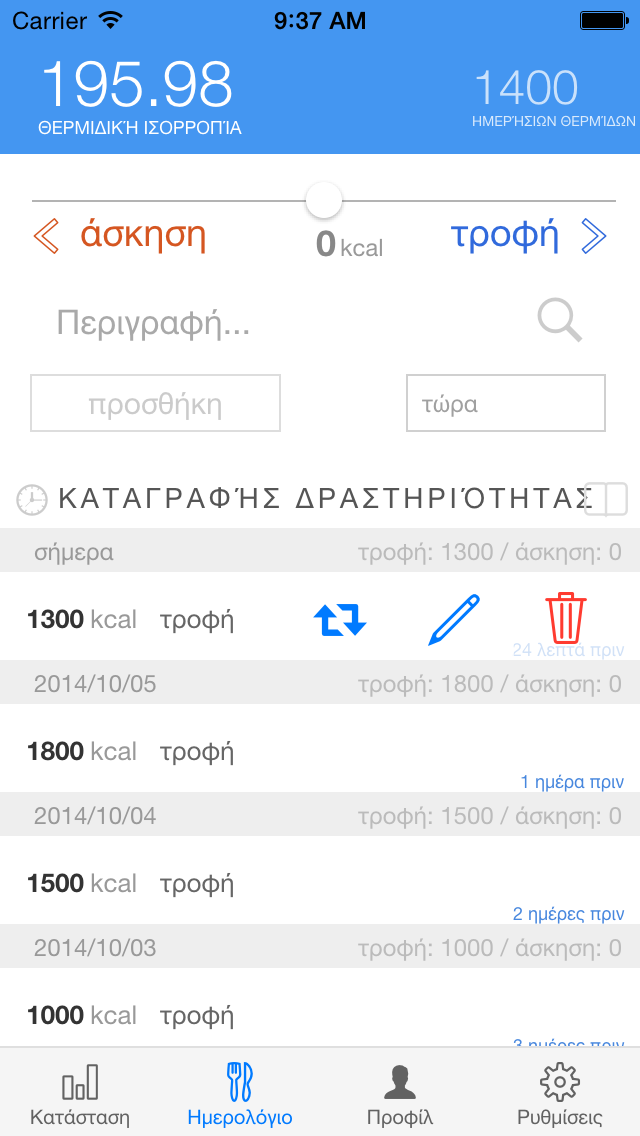 Carrier 9:37 AM
195.98 1400
ΘΕΡΜΙΔΙΚΉ ΙΣΟΡΡΟΠΊΑ ΗΜΕΡΉΣΙΩΝ ΘΕΡΜΊΔΩΝ
άσκηση 0 kcal τροφή
Περιγραφή...
προσθήκη τώρα
ΚΑΤΑΓΡΑΦΉΣ ΔΡΑΣΤΗΡΙΌΤΗΤΑΣ
σήμερα τροφή: 1300 / άσκηση: 0
1300 kcal τροφή
24 λεπτά πριν
2014/10/05 τροφή: 1800 / άσκηση: 0
1800 kcal τροφή
1 ημέρα πριν
2014/10/04 τροφή: 1500 / άσκηση: 0
1500 kcal τροφή
2 ημέρες πριν
2014/10/03 τροφή: 1000 / άσκηση: 0
1000 kcal τροφή
3 ημέρες πριν
Κατάσταση Ημερολόγιο Προφίλ Ρυθμίσεις